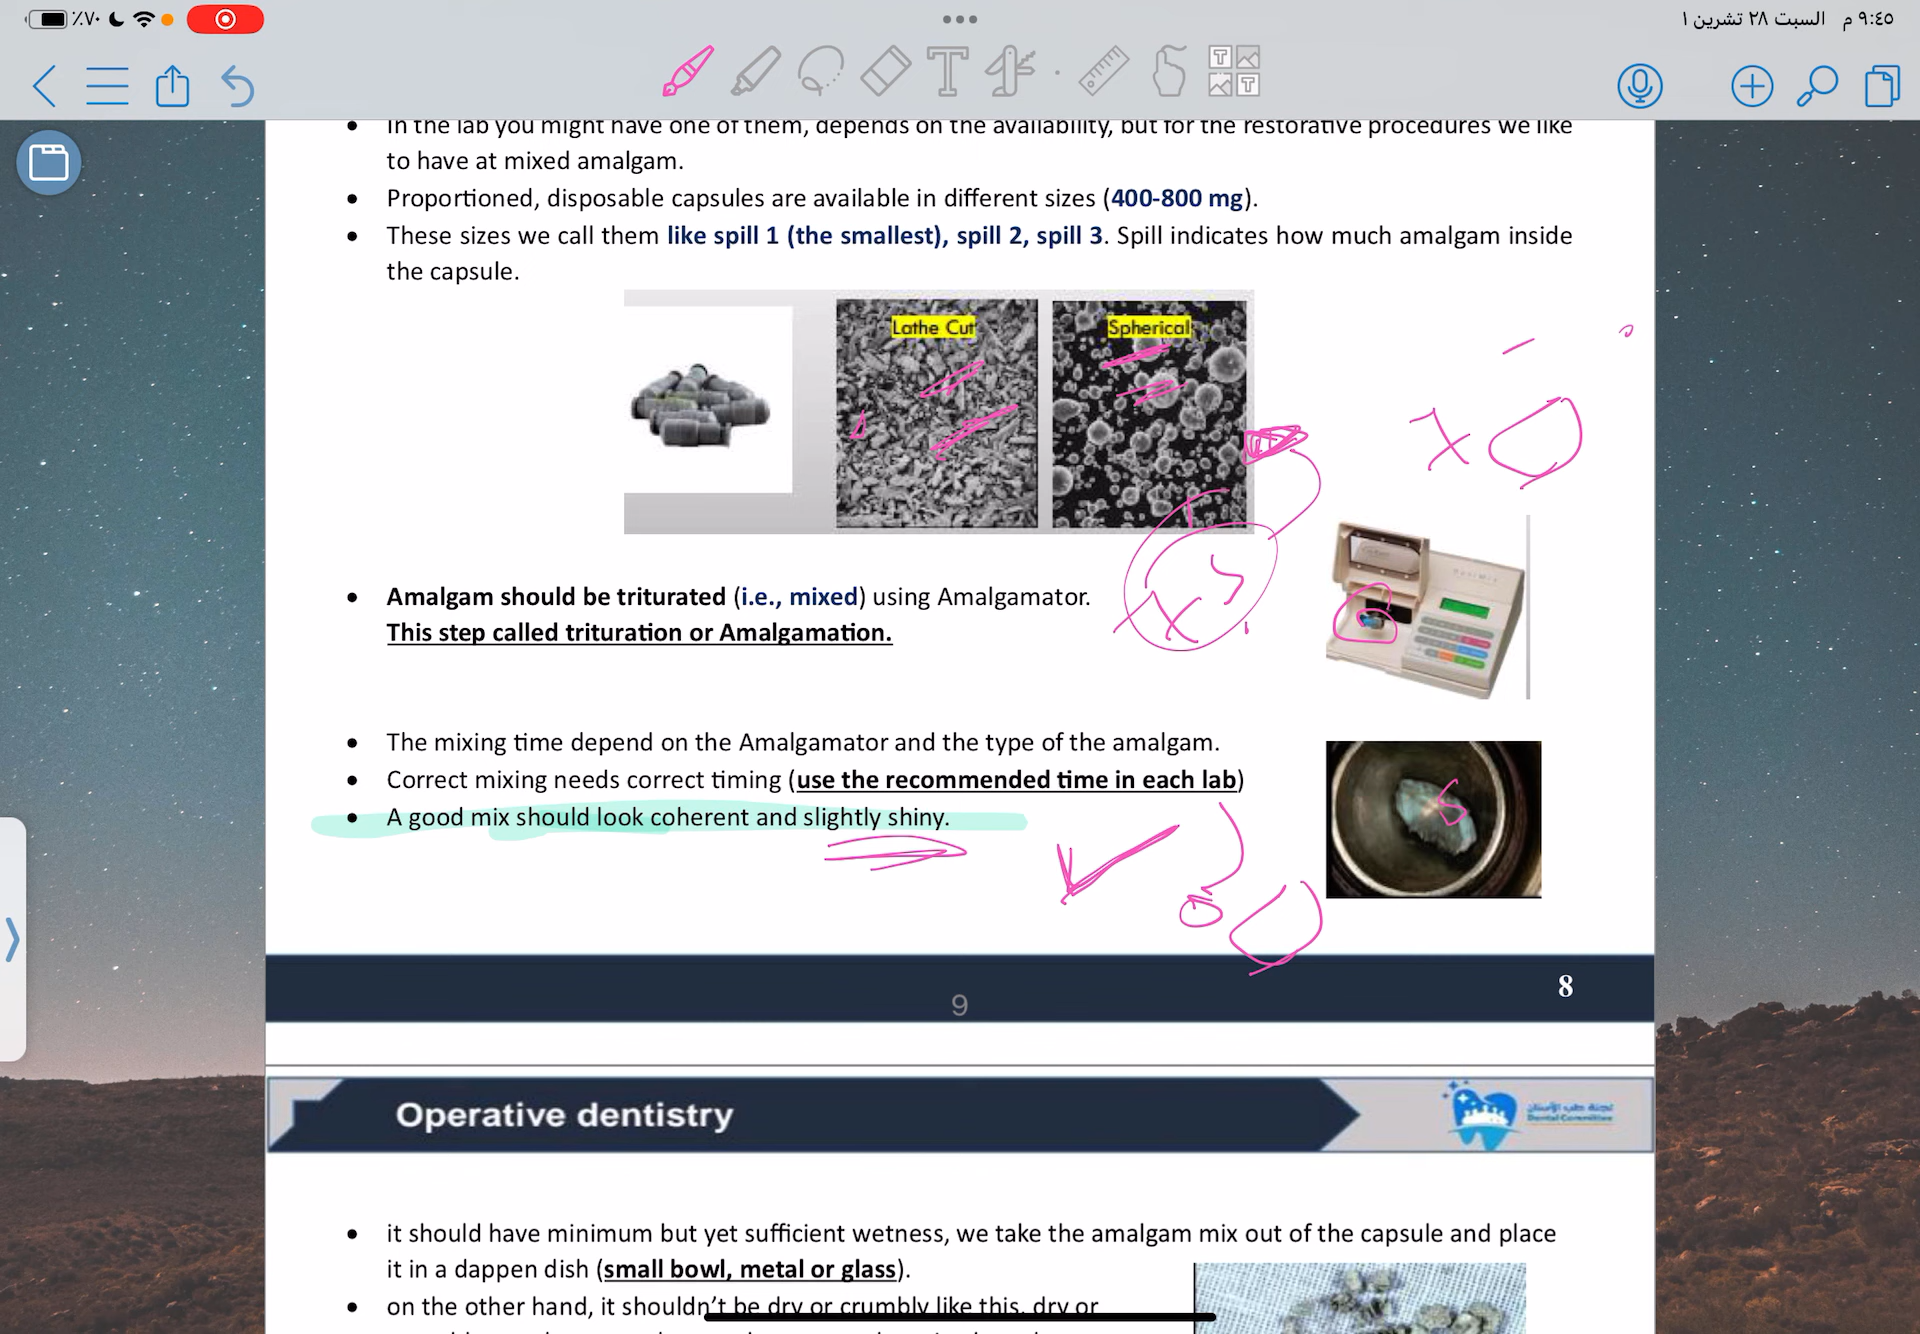 ٪٧٠
٩:٤٥ م السبت ٢٨ تشرين ١
In the lab you might have one of them, depends on the availability, but for the restorative procedures we like
to have at mixed amalgam.
Proportioned, disposable capsules are available in different sizes (400-800 mg).
These sizes we call them like spill 1 (the smallest), spill 2, spill 3. Spill indicates how much amalgam inside
the capsule.
Lathe Cut
Spherical
Amalgam should be triturated (i.e., mixed) using Amalgamator.
This step called trituration or Amalgamation.
The mixing time depend on the Amalgamator and the type of the amalgam.
Correct mixing needs correct timing (use the recommended time in each lab)
A good mix should look coherent and slightly shiny.
8
9
Operative dentistry
لجنة طب الأسنان
Dental Committee
it should have minimum but yet sufficient wetness, we take the amalgam mix out of the capsule and place
it in a dappen dish (small bowl, metal or glass).
on the other hand, it shouldn't be dry or crumbly like this, dry or